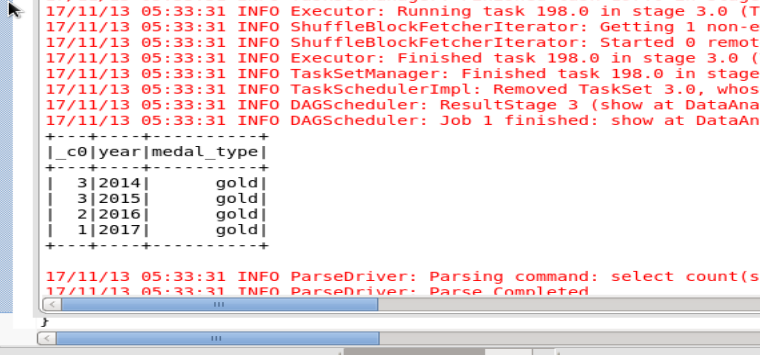 17/11/13 05:33:31 INFO Executor: Running task 198.0 in stage 3.0 (T
17/11/13 05:33:31 INFO ShuffleBlockFetcherIterator: Getting 1 non-e
17/11/13 05:33:31 INFO ShuffleBlockFetcherIterator: Started 0 remot
17/11/13 05:33:31 INFO Executor: Finished task 198.0 in stage 3.0 (
17/11/13 05:33:31 INFO TaskSetManager: Finished task 198.0 in stage
17/11/13 05:33:31 INFO TaskSchedulerImpl: Removed TaskSet 3.0, whos
17/11/13 05:33:31 INFO DAGScheduler: ResultStage 3 (show at DataAna
17/11/13 05:33:31 INFO DAGScheduler: Job 1 finished: show at DataAn
+---+----+----------+
|_c0|year|medal_type|
+---+----+----------+
|  3|2014|      gold|
|  3|2015|      gold|
|  2|2016|      gold|
|  1|2017|      gold|
+---+----+----------+
17/11/13 05:33:31 INFO ParseDriver: Parsing command: select count(s
17/11/13 05:33:31 INFO ParseDriver: Parse Completed
}